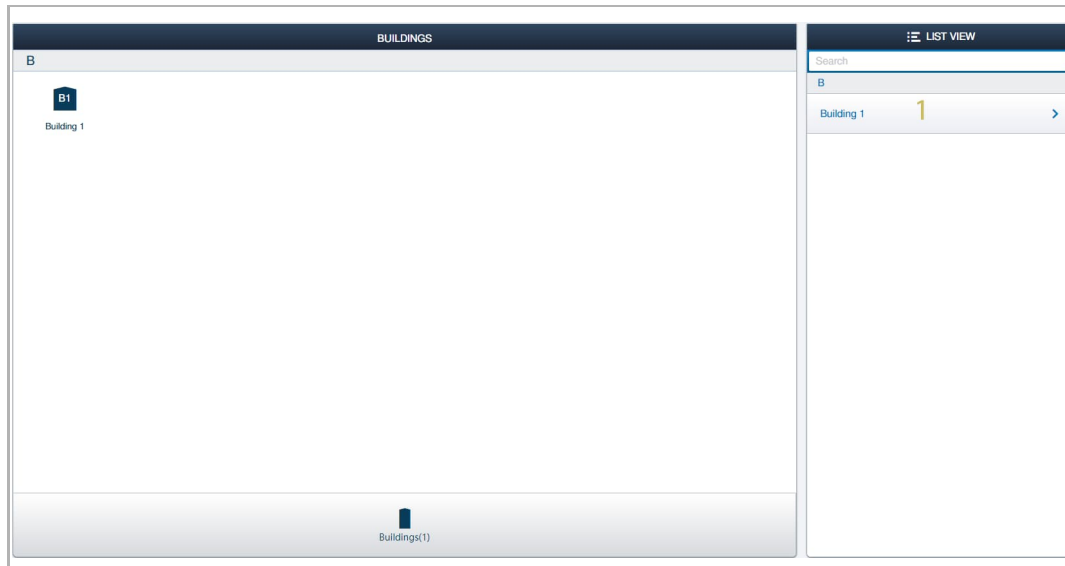 BUILDINGS
B
B1
Building 1
Buildings(1)
LIST VIEW
Search
B
Building 1
1